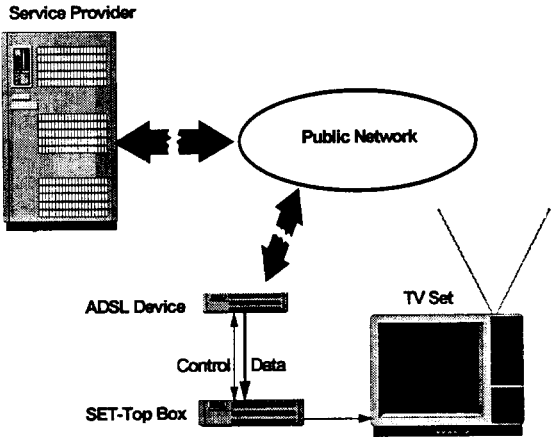 Service Provider
Public Network
ADSL Device
TV Set
Control
Data
SET-Top Box